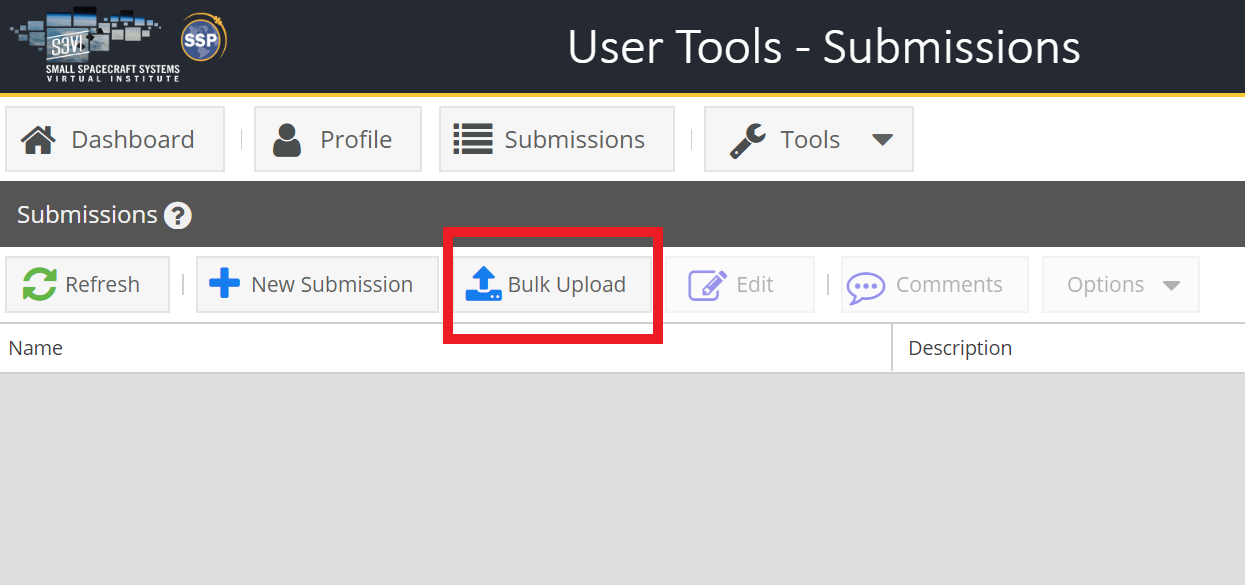 S3VI
SMALL SPACECRAFT SYSTEMS
VIRTUAL INSTITUTE
SSP
User Tools - Submissions
Dashboard Profile Submissions Tools
Submissions ?
Refresh New Submission Bulk Upload Edit Comments Options
Name Description